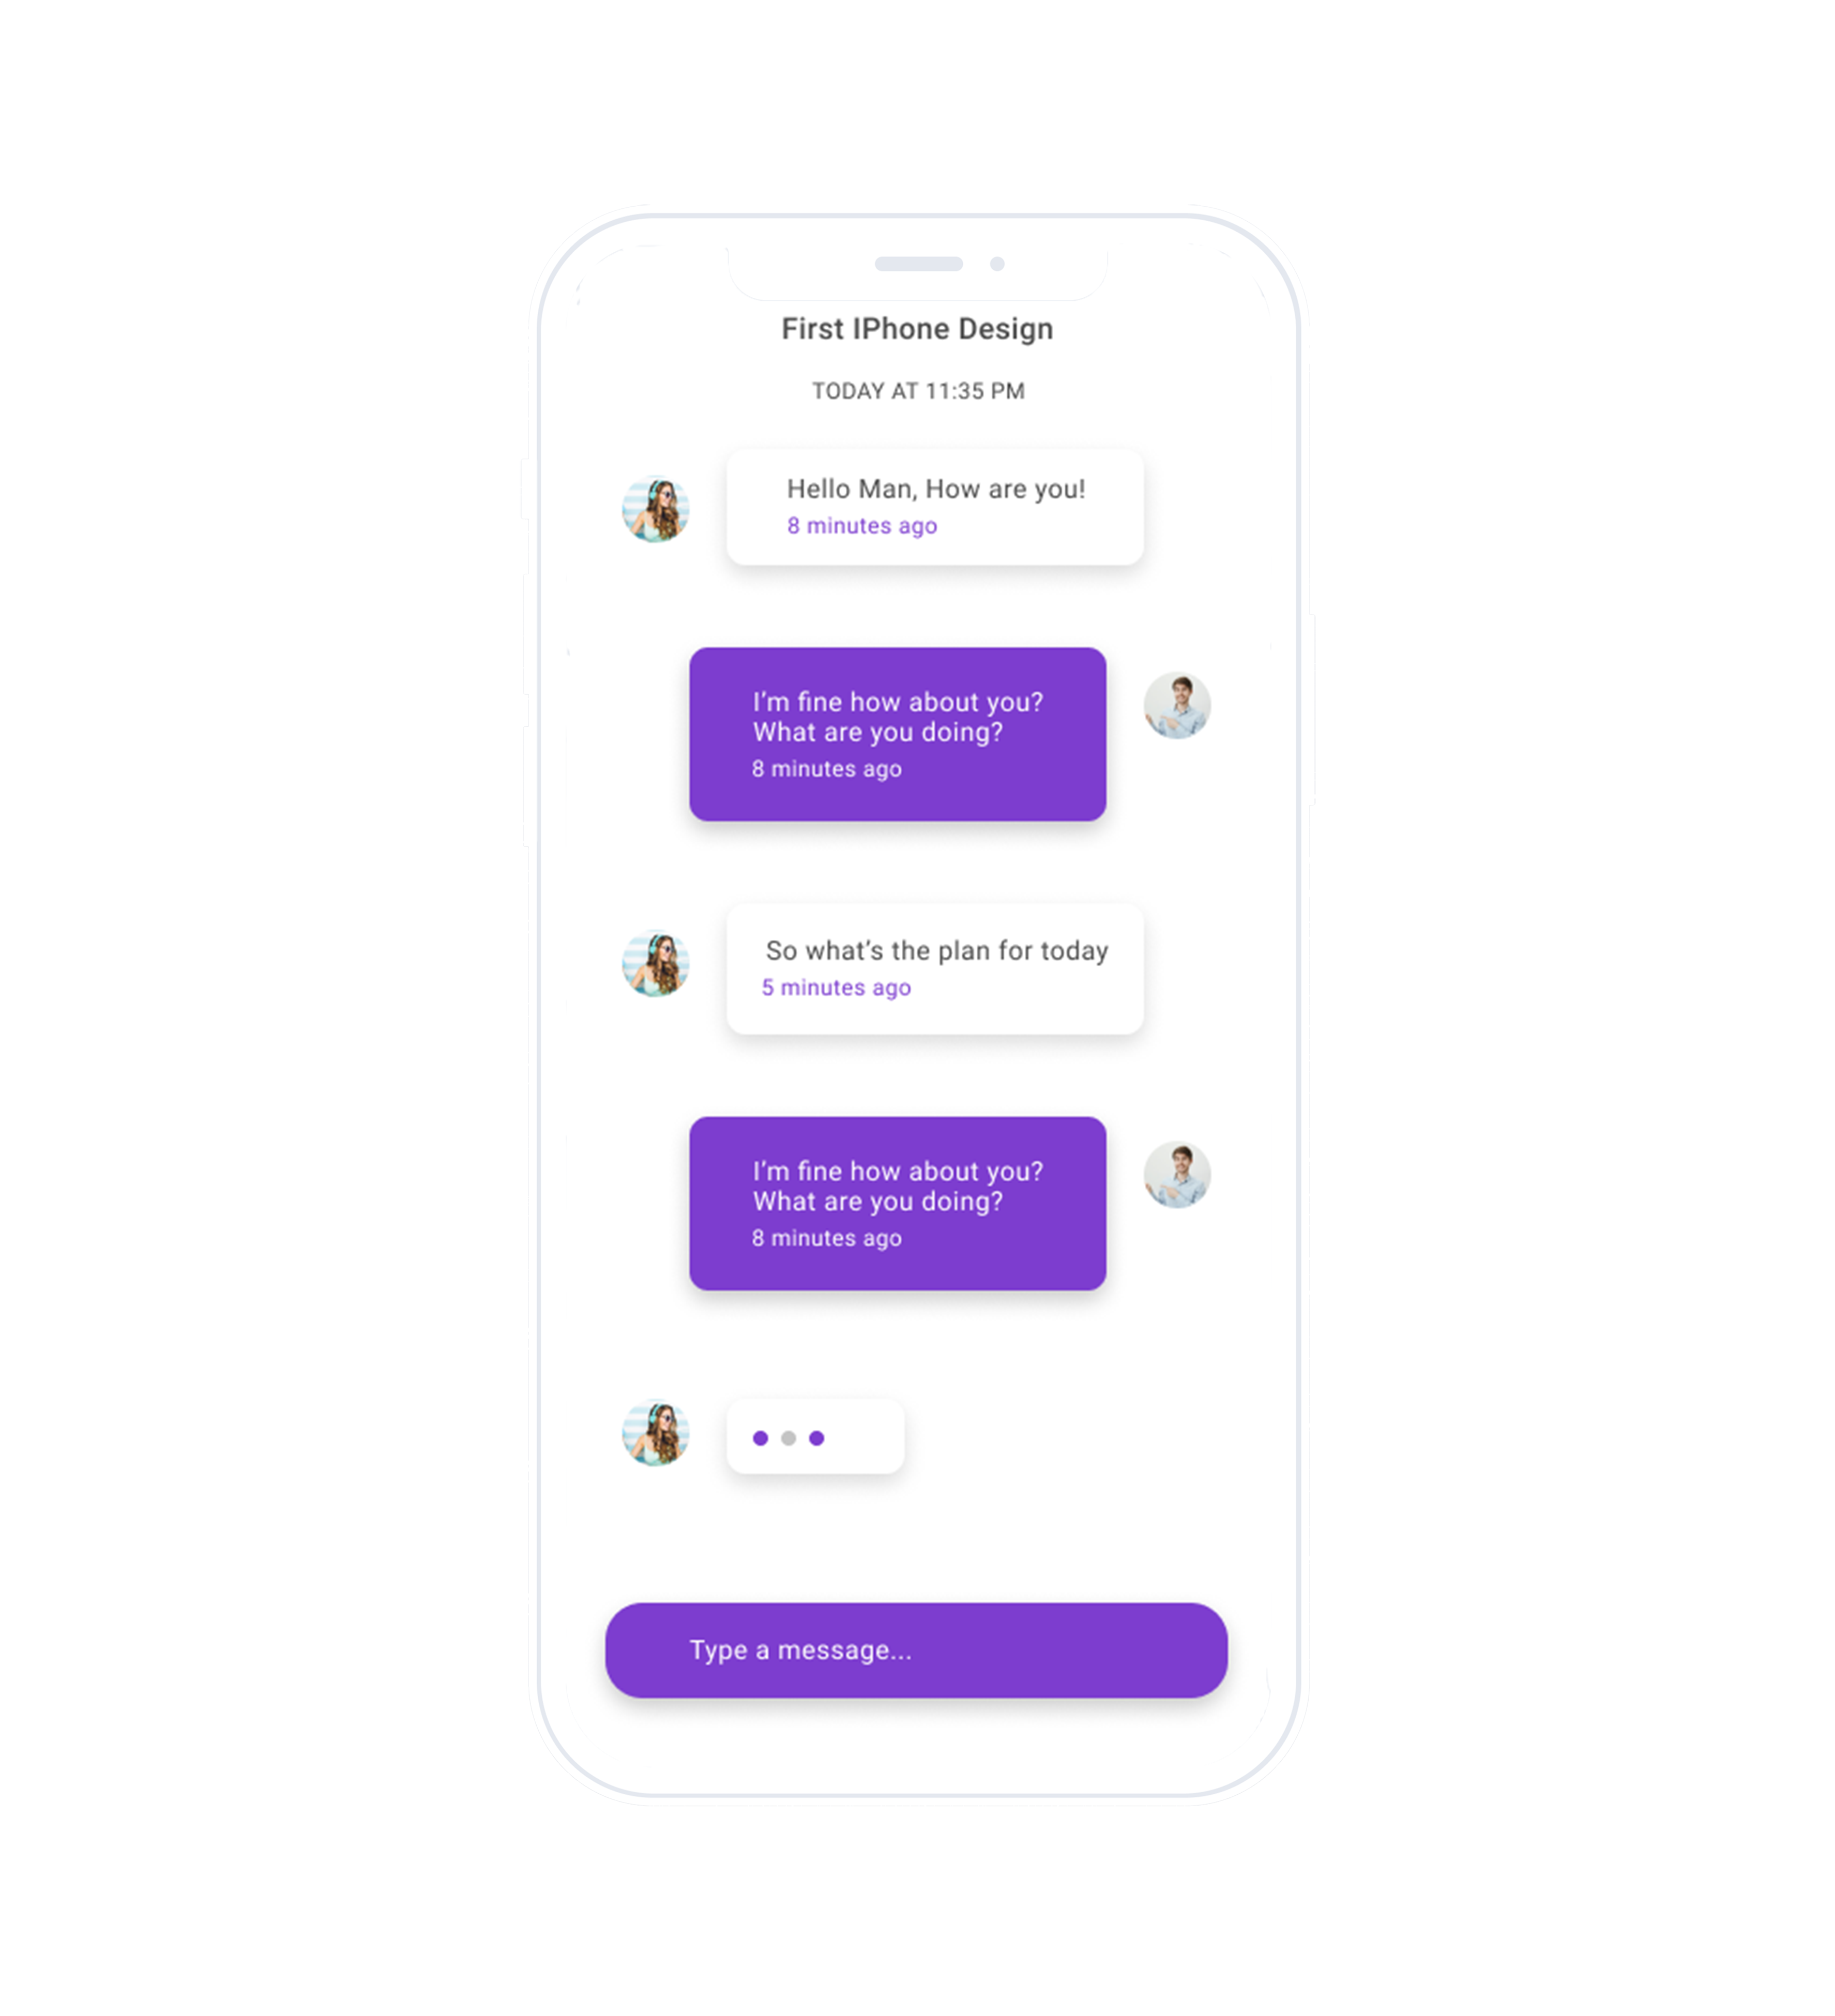 First IPhone Design
TODAY AT 11:35 PM
Hello Man, How are you!
8 minutes ago
I’m fine how about you?
What are you doing?
8 minutes ago
So what’s the plan for today
5 minutes ago
I’m fine how about you?
What are you doing?
8 minutes ago
Type a message...